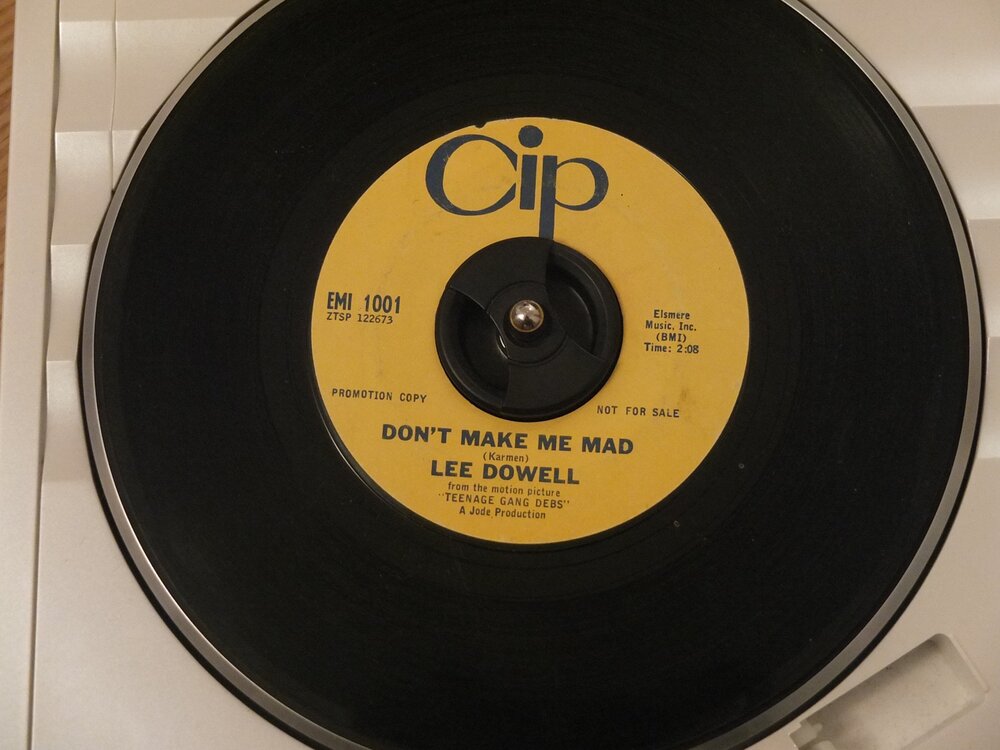 Cip
EMI 1001
ZTSP 122673
Elsmere
Music, Inc.
(BMI)
Time: 2:08
PROMOTION COPY
NOT FOR SALE
DON'T MAKE ME MAD
(Karmen)
LEE DOWELL
from the motion picture
"TEENAGE GANG DEBS"
A Jode Production